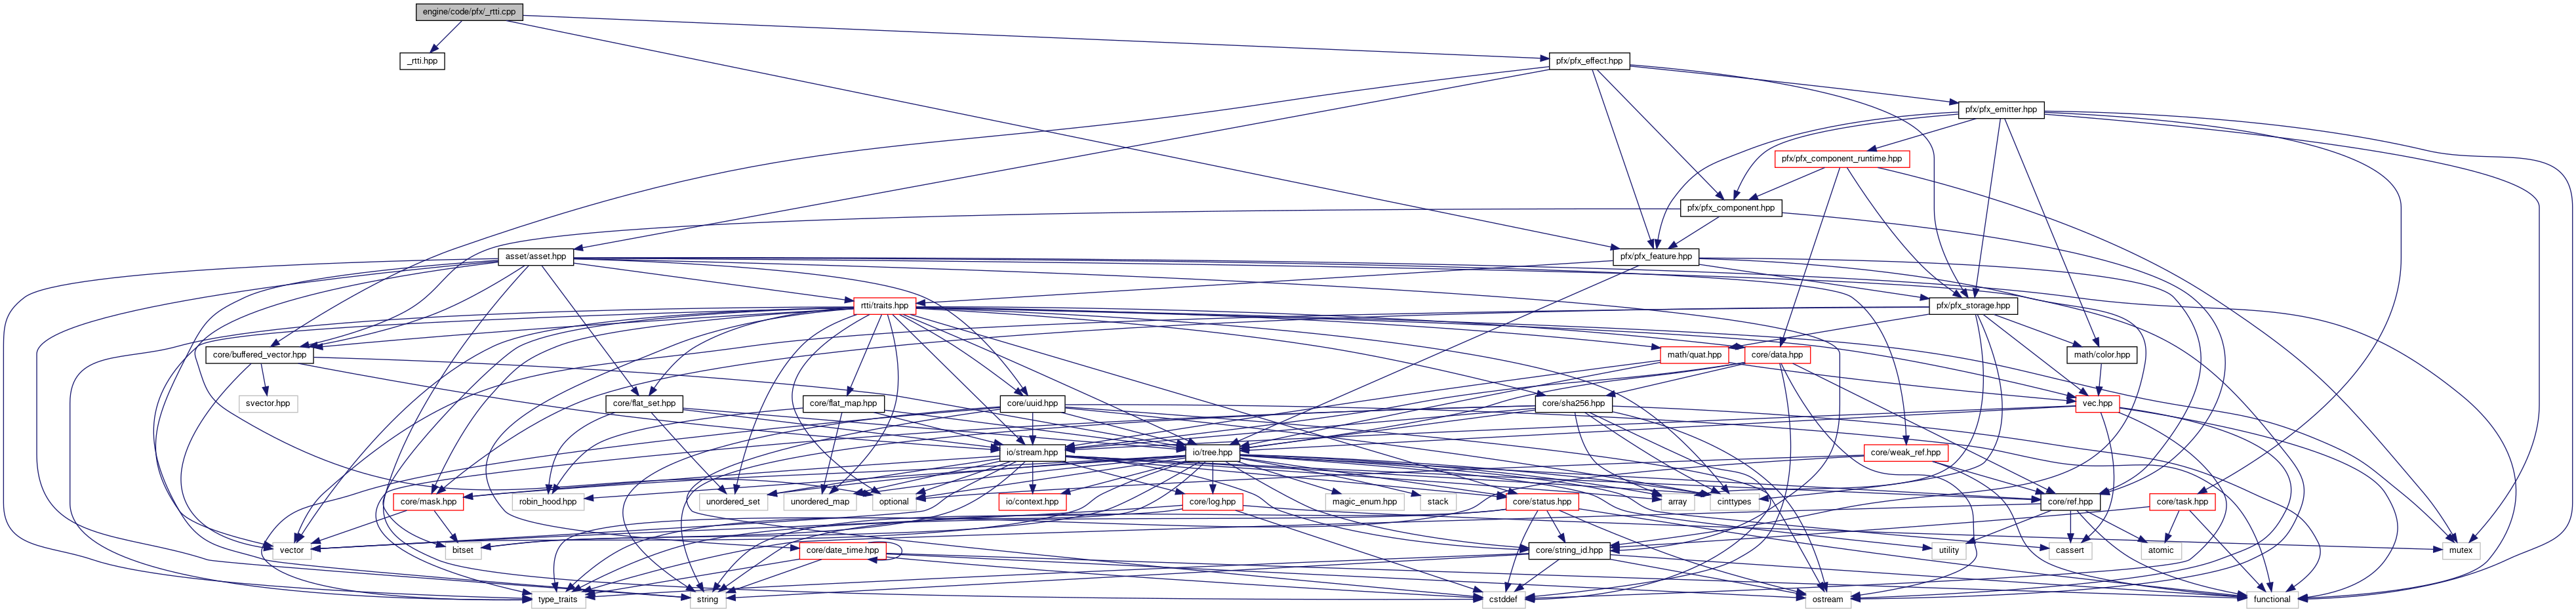 engine/code/pfx/_rtti.cpp
_rtti.hpp
pfx/pfx_effect.hpp
pfx/pfx_emitter.hpp
pfx/pfx_component_runtime.hpp
pfx/pfx_component.hpp
asset/asset.hpp
pfx/pfx_feature.hpp
rtti/traits.hpp
pfx/pfx_storage.hpp
core/buffered_vector.hpp
math/quat.hpp
core/data.hpp
math/color.hpp
svector.hpp
core/flat_set.hpp
core/flat_map.hpp
core/uuid.hpp
core/sha256.hpp
vec.hpp
io/stream.hpp
io/tree.hpp
core/weak_ref.hpp
core/mask.hpp
robin_hood.hpp
unordered_set
unordered_map
optional
io/context.hpp
core/log.hpp
magic_enum.hpp
stack
core/status.hpp
array
cinttypes
core/ref.hpp
core/task.hpp
vector
bitset
core/date_time.hpp
core/string_id.hpp
utility
cassert
atomic
mutex
type_traits
string
cstddef
ostream
functional